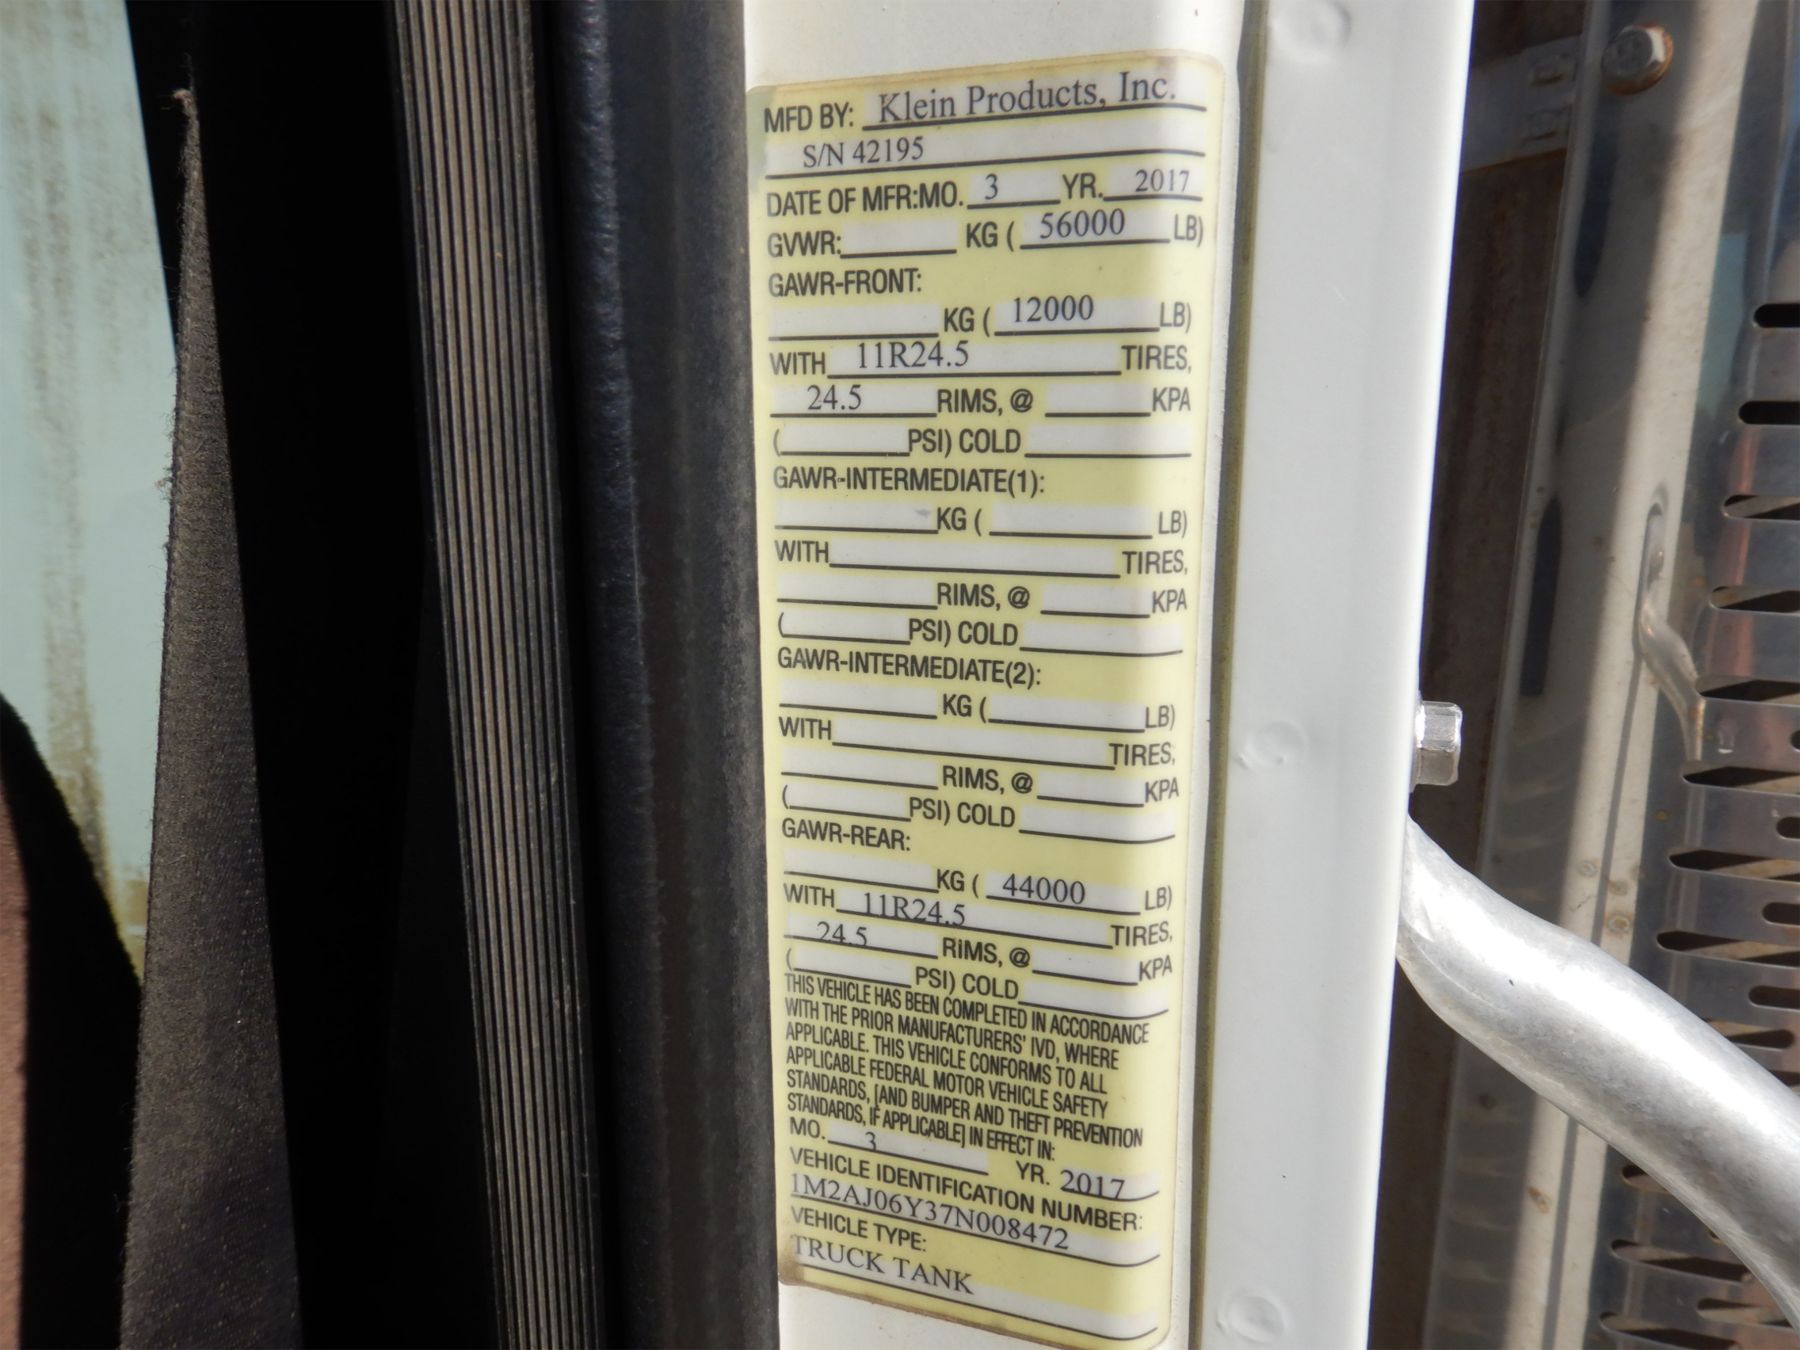 MFD BY: Klein Products, Inc.
S/N 42195
DATE OF MFR:MO. 3 YR. 2017
GVWR: KG ( 56000 LB)
GAWR-FRONT:
KG ( 12000 LB)
WITH 11R24.5 TIRES,
24.5 RIMS, @ KPA
( PSI) COLD
GAWR-INTERMEDIATE(1):
KG ( LB)
WITH TIRES,
RIMS, @ KPA
( PSI) COLD
GAWR-INTERMEDIATE(2):
KG ( LB)
WITH TIRES,
RIMS, @ KPA
( PSI) COLD
GAWR-REAR:
KG ( 44000 LB)
WITH 11R24.5 TIRES,
24.5 RIMS, @ KPA
( PSI) COLD
THIS VEHICLE HAS BEEN COMPLETED IN ACCORDANCE
WITH THE PRIOR MANUFACTURERS' IVD, WHERE
APPLICABLE. THIS VEHICLE CONFORMS TO ALL
APPLICABLE FEDERAL MOTOR VEHICLE SAFETY
STANDARDS, [AND BUMPER AND THEFT PREVENTION
STANDARDS, IF APPLICABLE] IN EFFECT IN:
MO. 3 YR. 2017
VEHICLE IDENTIFICATION NUMBER:
1M2AJ06Y37N008472
VEHICLE TYPE:
TRUCK TANK